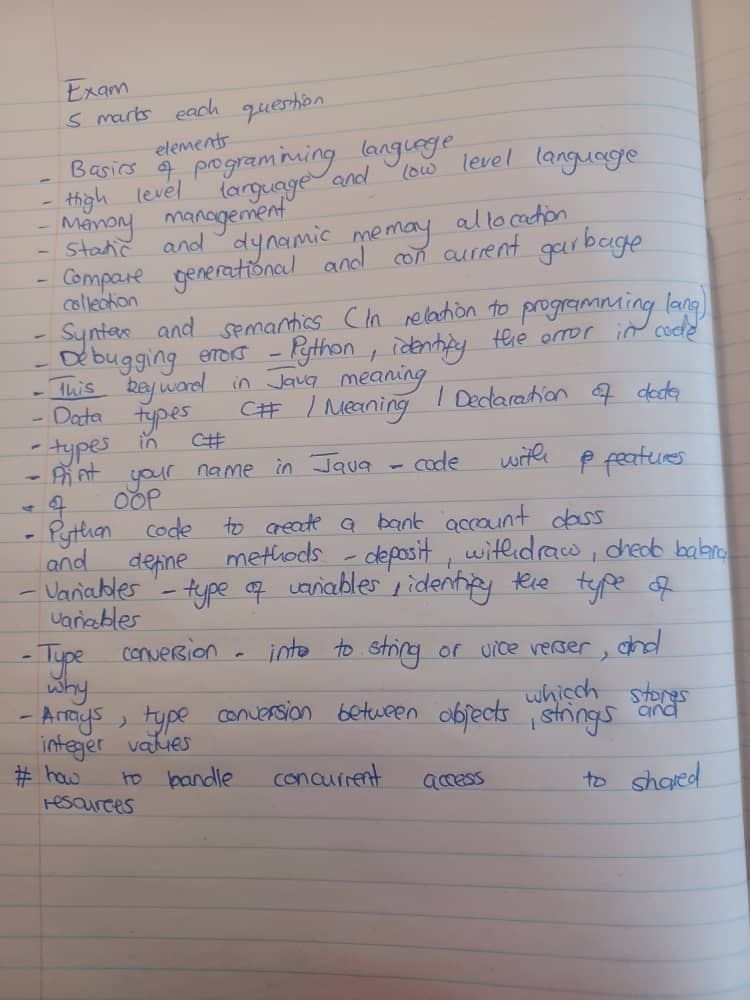 Exam
5 marks each question
elements
- Basics of programming language
- High level language and low level language
- Memory management
- Static and dynamic memory allocation
- Compare generational and concurrent garbage
collection
- Syntax and semantics (In relation to programming lang)
- Debugging errors - Python, identify the error in code
- This keyword in Java meaning
- Data types C# / Meaning / Declaration of data
- types in C#
- Print your name in Java - code with features
- of OOP
- Python code to create a bank account class
and define methods - deposit, withdraw, check balanc
- Variables - type of variables, identify the type of
variables
- Type conversion - into to string or vice verser, and
why
whicch stores
- Arrays, type conversion between objects, strings and
integer values
# how to handle concurrent access to shared
resources